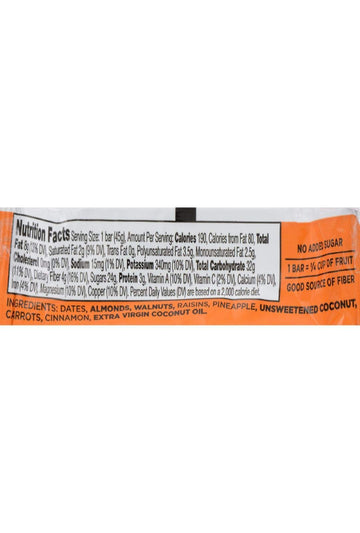 Nutrition Facts Serving Size: 1 bar (45g), Amount Per Serving: Calories 190, Calories from Fat 80, Total
Fat 8g (13% DV), Saturated Fat 2g (9% DV), Trans Fat 0g, Polyunsaturated Fat 3.5g, Monounsaturated Fat 2.5g,
Cholesterol 0mg (0% DV), Sodium 15mg (1% DV), Potassium 340mg (10% DV), Total Carbohydrate 32g
(11% DV), Dietary Fiber 4g (16% DV), Sugars 24g, Protein 3g, Vitamin A (10% DV), Vitamin C (2% DV), Calcium (4% DV),
Iron (4% DV), Magnesium (10% DV), Copper (10% DV). Percent Daily Values (DV) are based on a 2,000 calorie diet.
INGREDIENTS: DATES, ALMONDS, WALNUTS, RAISINS, PINEAPPLE, UNSWEETENED COCONUT,
CARROTS, CINNAMON, EXTRA VIRGIN COCONUT OIL.
NO ADDED SUGAR
1 BAR = ¼ CUP OF FRUIT
GOOD SOURCE OF FIBER